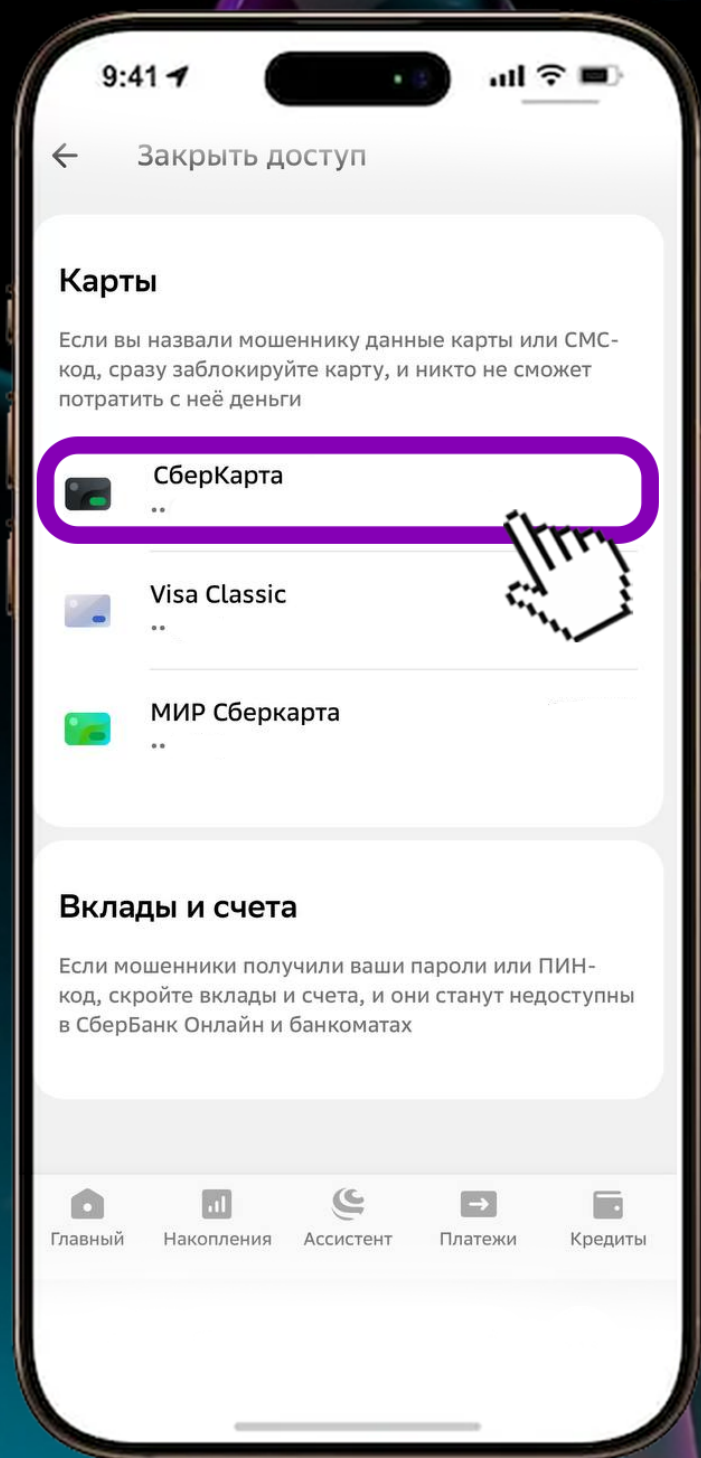 9:41
Закрыть доступ
Карты
Если вы назвали мошеннику данные карты или СМС-
код, сразу заблокируйте карту, и никто не сможет
потратить с неё деньги
СберКарта
••
Visa Classic
••
МИР Сберкарта
••
Вклады и счета
Если мошенники получили ваши пароли или ПИН-
код, скройте вклады и счета, и они станут недоступны
в СберБанк Онлайн и банкоматах
Главный Накопления Ассистент Платежи Кредиты